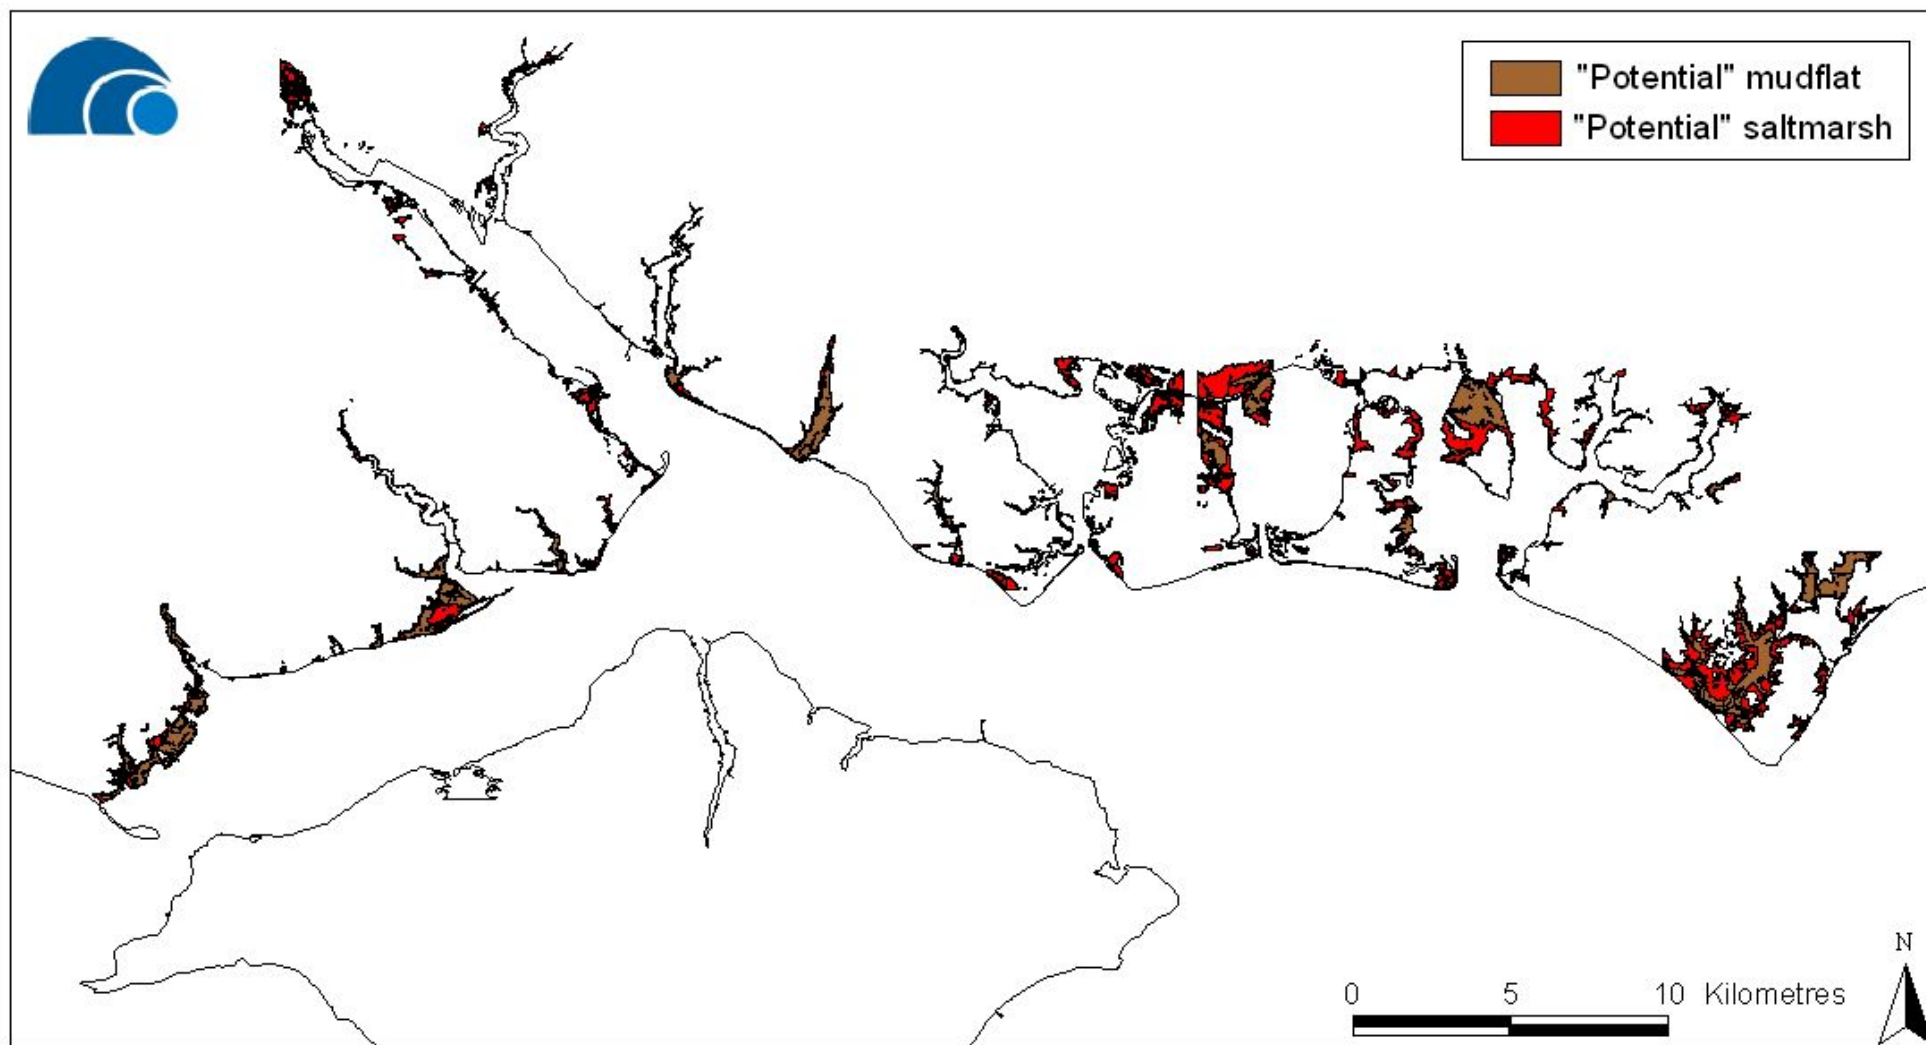 "Potential" mudflat
"Potential" saltmarsh
N
0 5 10 Kilometres